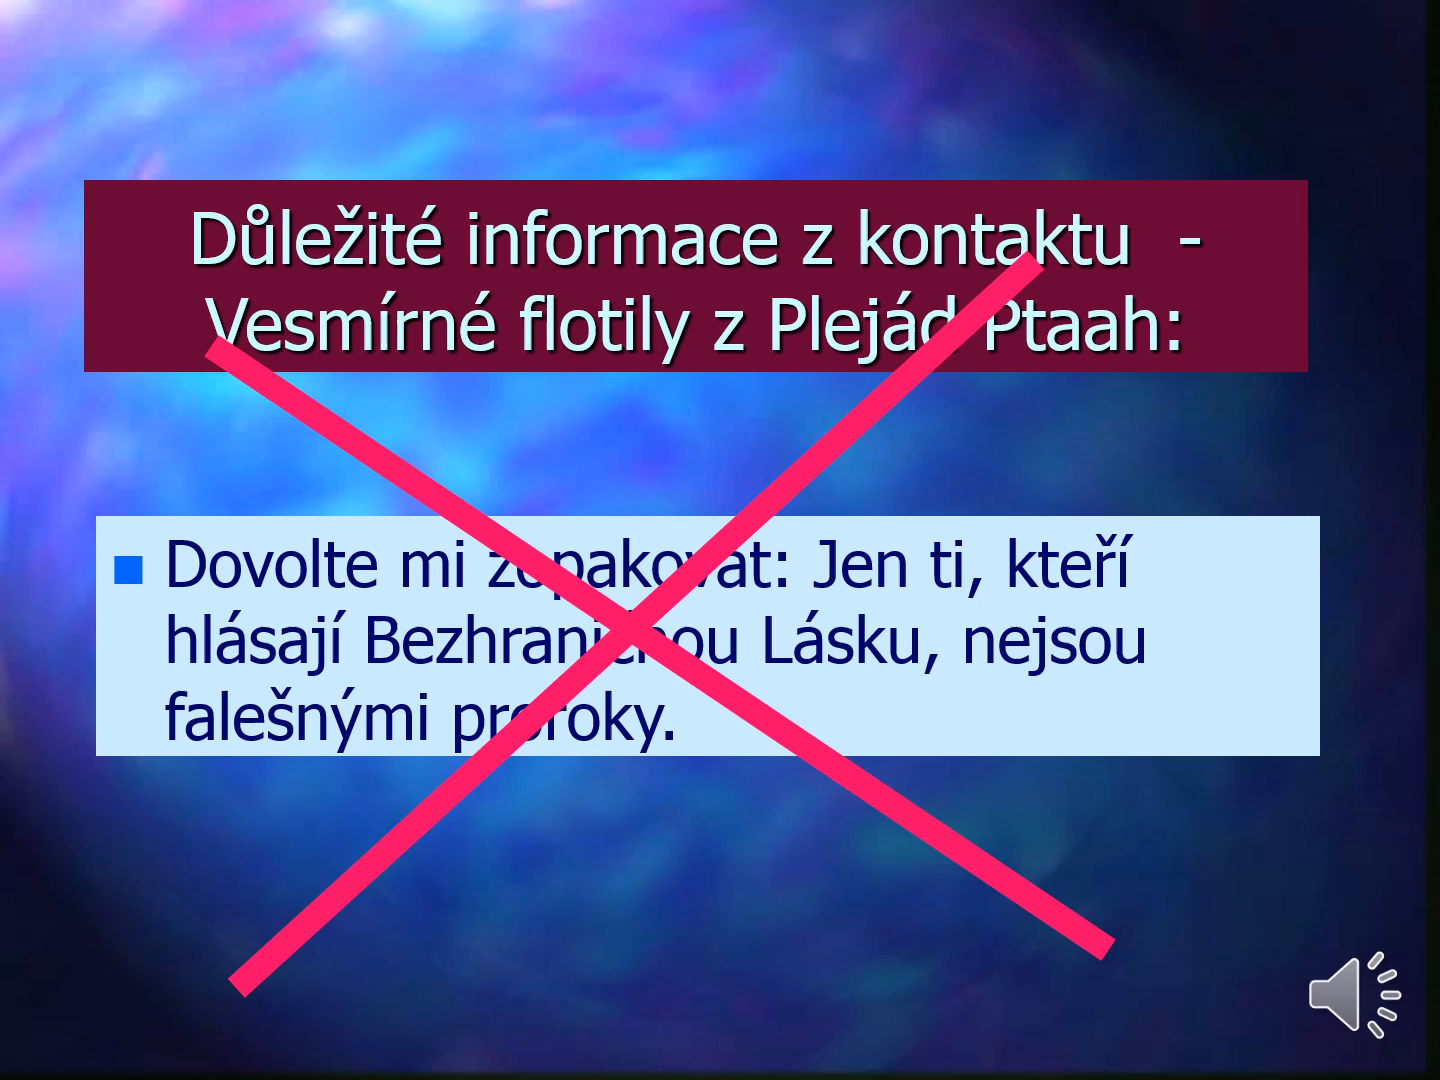 Důležité informace z kontaktu -
Vesmírné flotily z Plejád Ptaah:
Dovolte mi zopakovat: Jen ti, kteří
hlásají Bezhraničnou Lásku, nejsou
falešnými proroky.